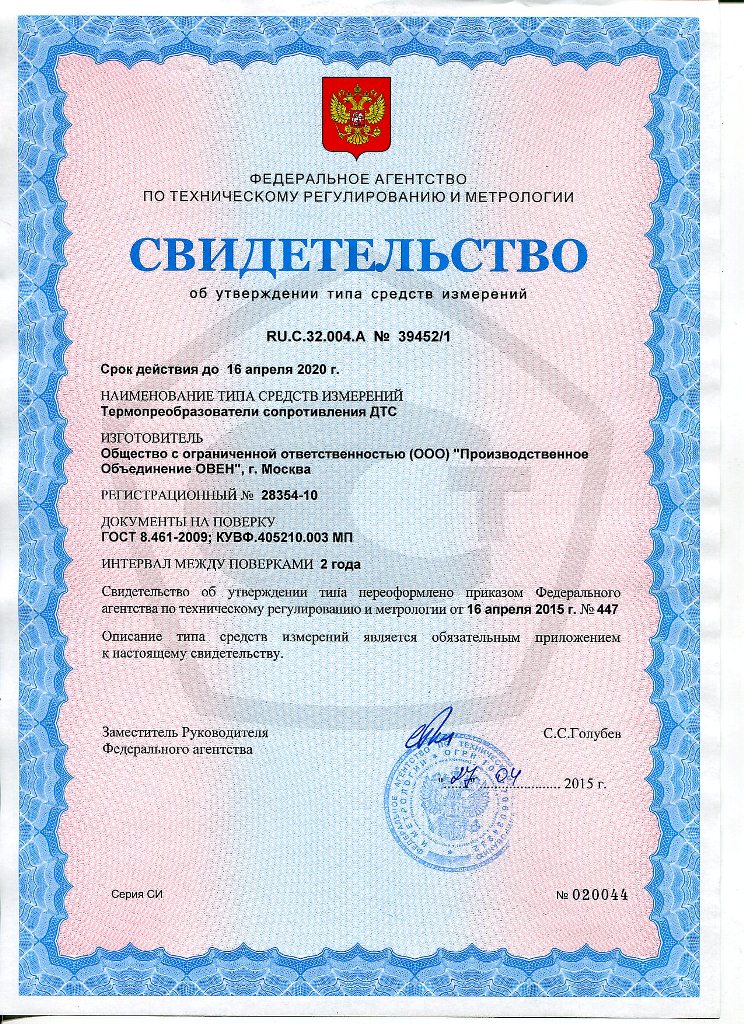 ФЕДЕРАЛЬНОЕ АГЕНТСТВО
ПО ТЕХНИЧЕСКОМУ РЕГУЛИРОВАНИЮ И МЕТРОЛОГИИ
СВИДЕТЕЛЬСТВО
об утверждении типа средств измерений
RU.C.32.004.A № 39452/1
Срок действия до 16 апреля 2020 г.
НАИМЕНОВАНИЕ ТИПА СРЕДСТВ ИЗМЕРЕНИЙ
Термопреобразователи сопротивления ДТС
ИЗГОТОВИТЕЛЬ
Общество с ограниченной ответственностью (ООО) "Производственное
Объединение ОВЕН", г. Москва
РЕГИСТРАЦИОННЫЙ № 28354-10
ДОКУМЕНТЫ НА ПОВЕРКУ
ГОСТ 8.461-2009; КУВФ.405210.003 МП
ИНТЕРВАЛ МЕЖДУ ПОВЕРКАМИ 2 года
Свидетельство об утверждении типа переоформлено приказом Федерального
агентства по техническому регулированию и метрологии от 16 апреля 2015 г. № 447
Описание типа средств измерений является обязательным приложением
к настоящему свидетельству.
Заместитель Руководителя
Федерального агентства
С.С.Голубев
"27" 04 2015 г.
Серия СИ
№ 020044